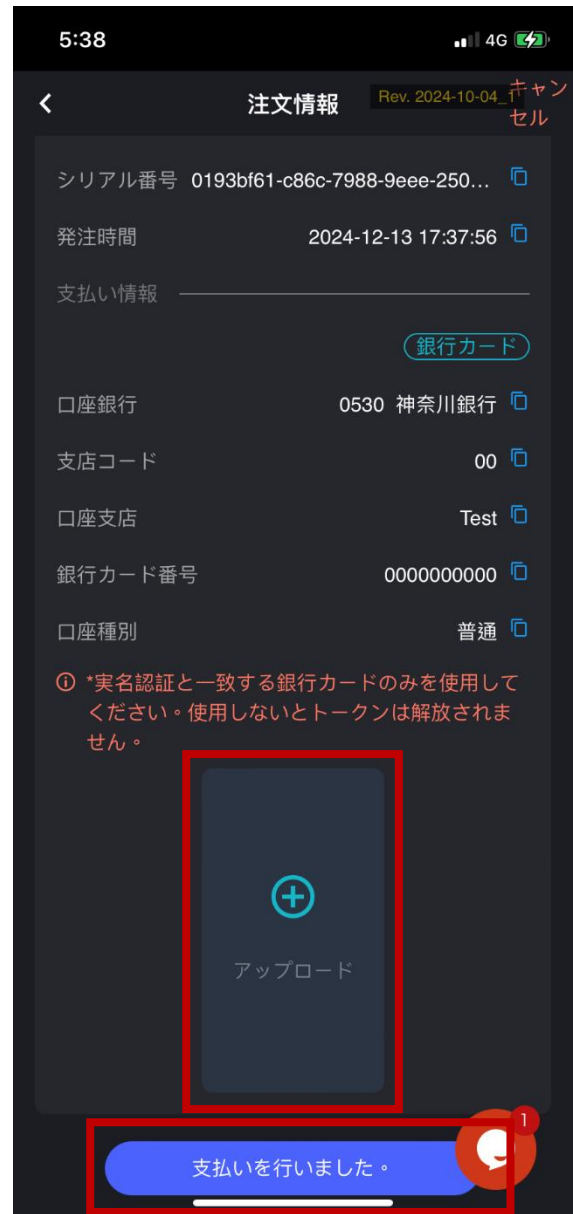 5:38
4G
注文情報
Rev. 2024-10-04_1
キャン
セル
シリアル番号 0193bf61-c86c-7988-9eee-250...
発注時間 2024-12-13 17:37:56
支払い情報
銀行カード
口座銀行 0530 神奈川銀行
支店コード 00
口座支店 Test
銀行カード番号 0000000000
口座種別 普通
*実名認証と一致する銀行カードのみを使用して
ください。使用しないとトークンは解放されま
せん。
アップロード
1
支払いを行いました。